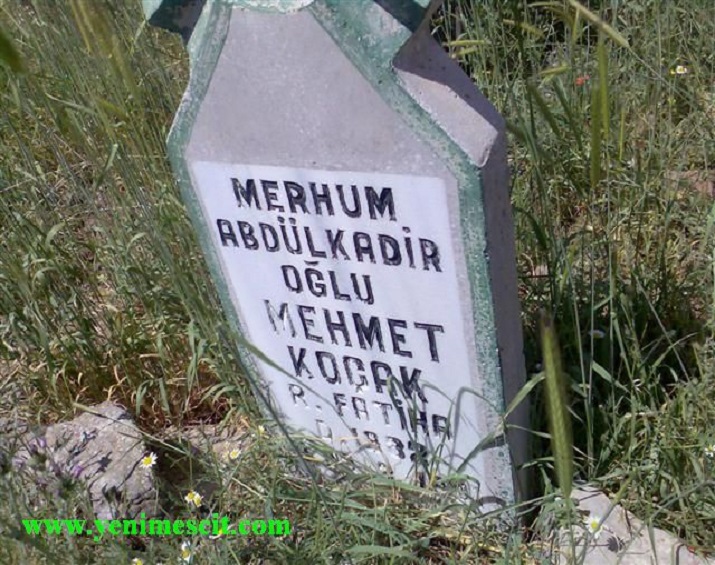 MERHUM
ABDÜLKADİR
OĞLU
MEHMET
KOÇAK
R. FATİHA
www.yenimescit.com